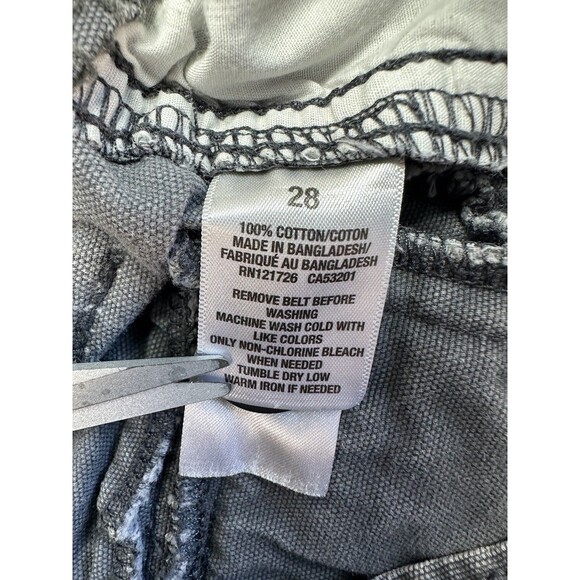 28
100% COTTON/COTON
MADE IN BANGLADESH/
FABRIQUÉ AU BANGLADESH
RN121726 CA53201
REMOVE BELT BEFORE
WASHING
MACHINE WASH COLD WITH
LIKE COLORS
ONLY NON-CHLORINE BLEACH
WHEN NEEDED
TUMBLE DRY LOW
WARM IRON IF NEEDED